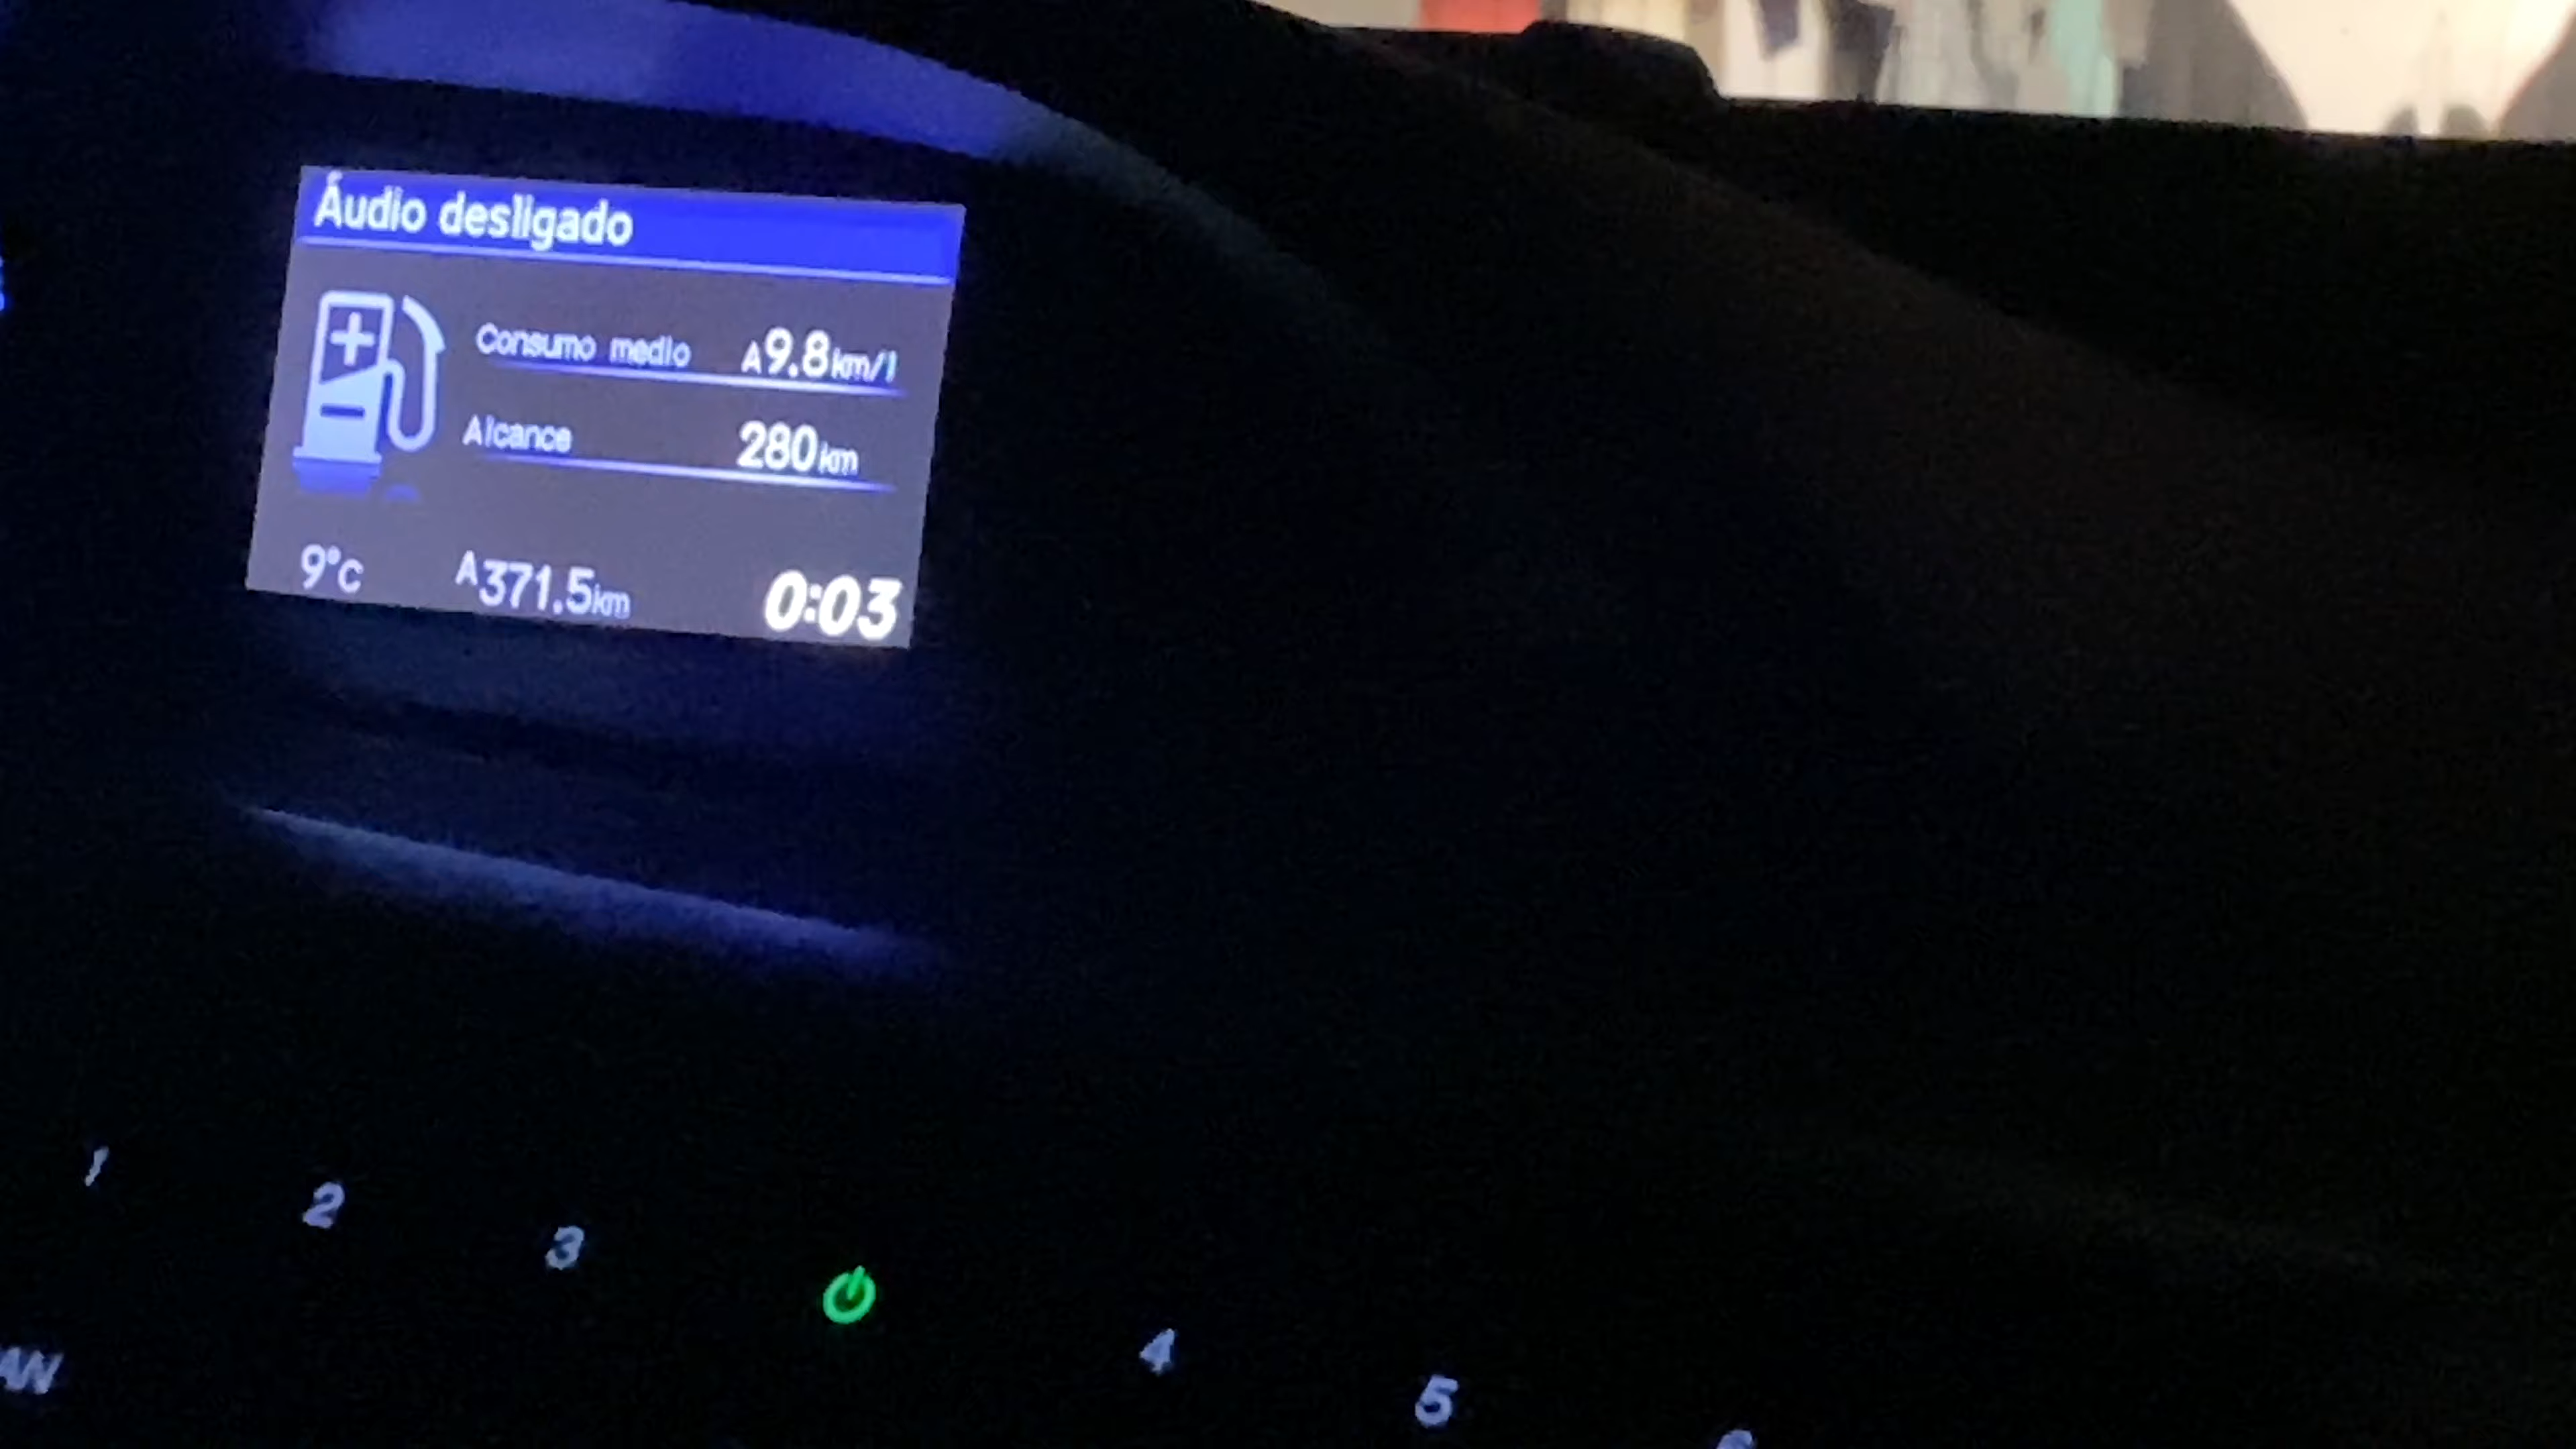 Áudio desligado
Consumo medio A9.8km/l
Alcance 280km
9°C A371.5km 0:03
1 2 3 4 5